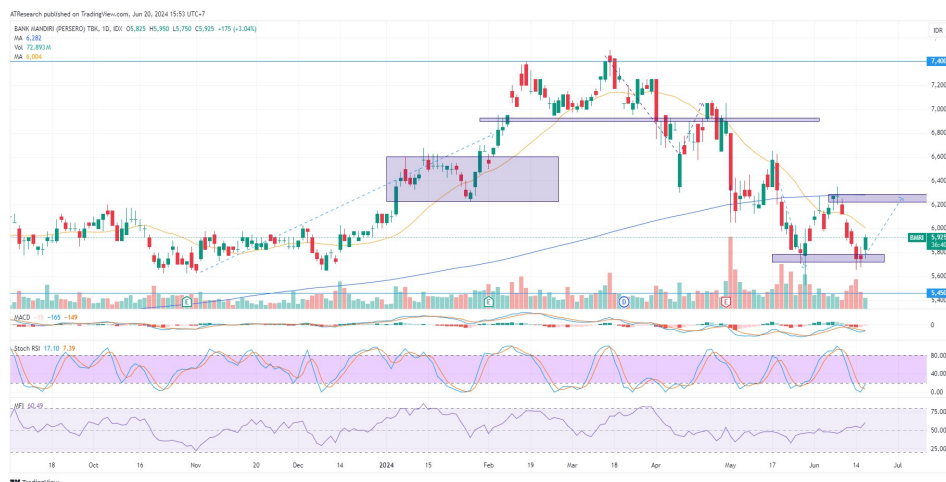 ATResearch published on TradingView.com, Jun 20, 2024 15:53 UTC+7
BANK MANDIRI (PERSERO) TBK, 1D, IDX O5,825 H5,950 L5,750 C5,925 +175 (+3.04%)
MA 6,282
Vol 72.893M
MA 6,004
IDR
7,400
7,200
7,000
6,800
6,400
6,200
6,000
BMRI 5,925
36:40
5,800
5,600
5,450
5,400
E
E
D
E
MACD -15 -165 -149
Stoch RSI 17.10 7.39
80.00
40.00
0.00
MFI 60.49
75.00
50.00
25.00
18 Oct 16 Nov 20 Dec 14 2024 15 Feb 19 Mar 18 Apr May 17 Jun 14 Jul
TradingView